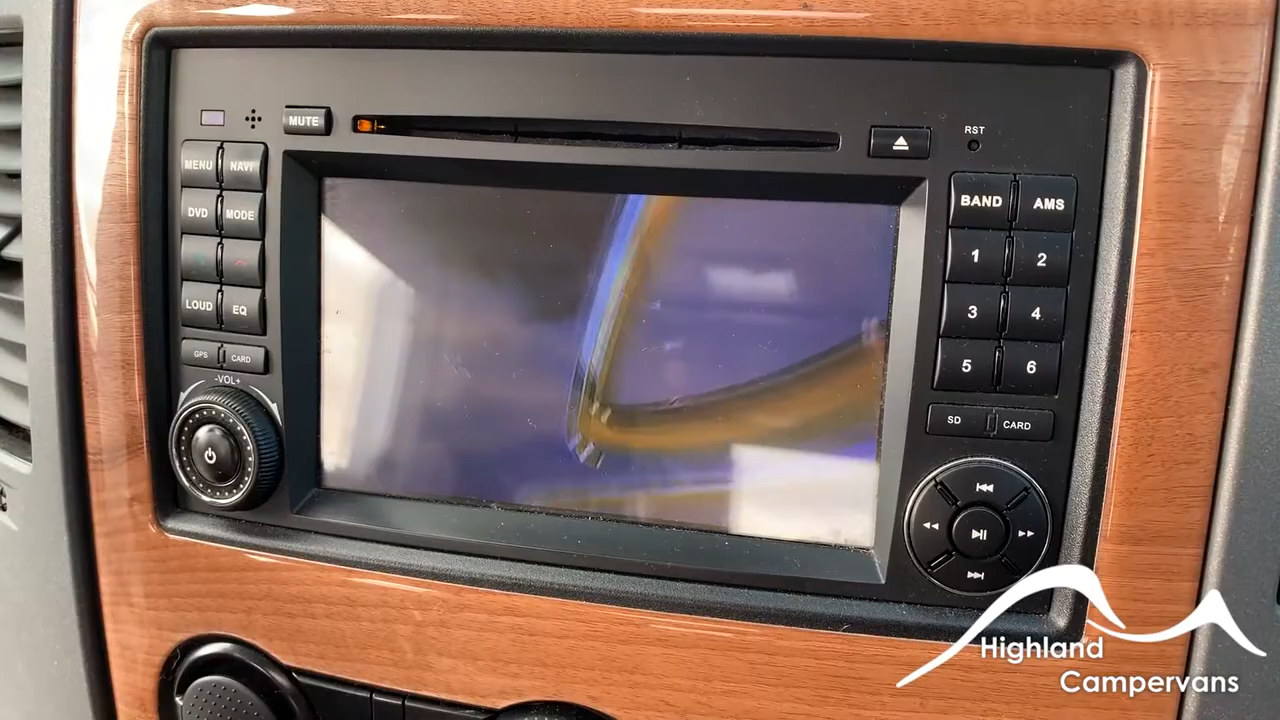 MUTE
RST
MENU NAVI
DVD MODE
LOUD EQ
GPS CARD
-VOL+
BAND AMS
1 2
3 4
5 6
SD CARD
Highland
Campervans